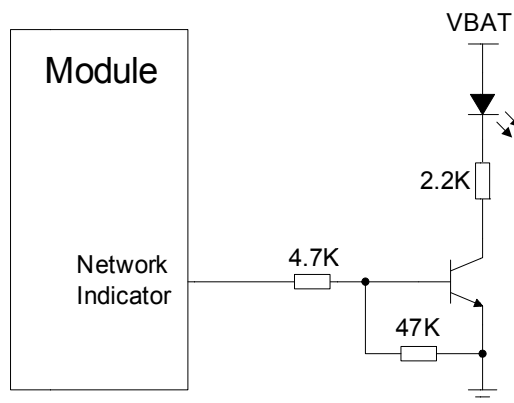 VBAT
Module
2.2K
4.7K
Network
Indicator
47K